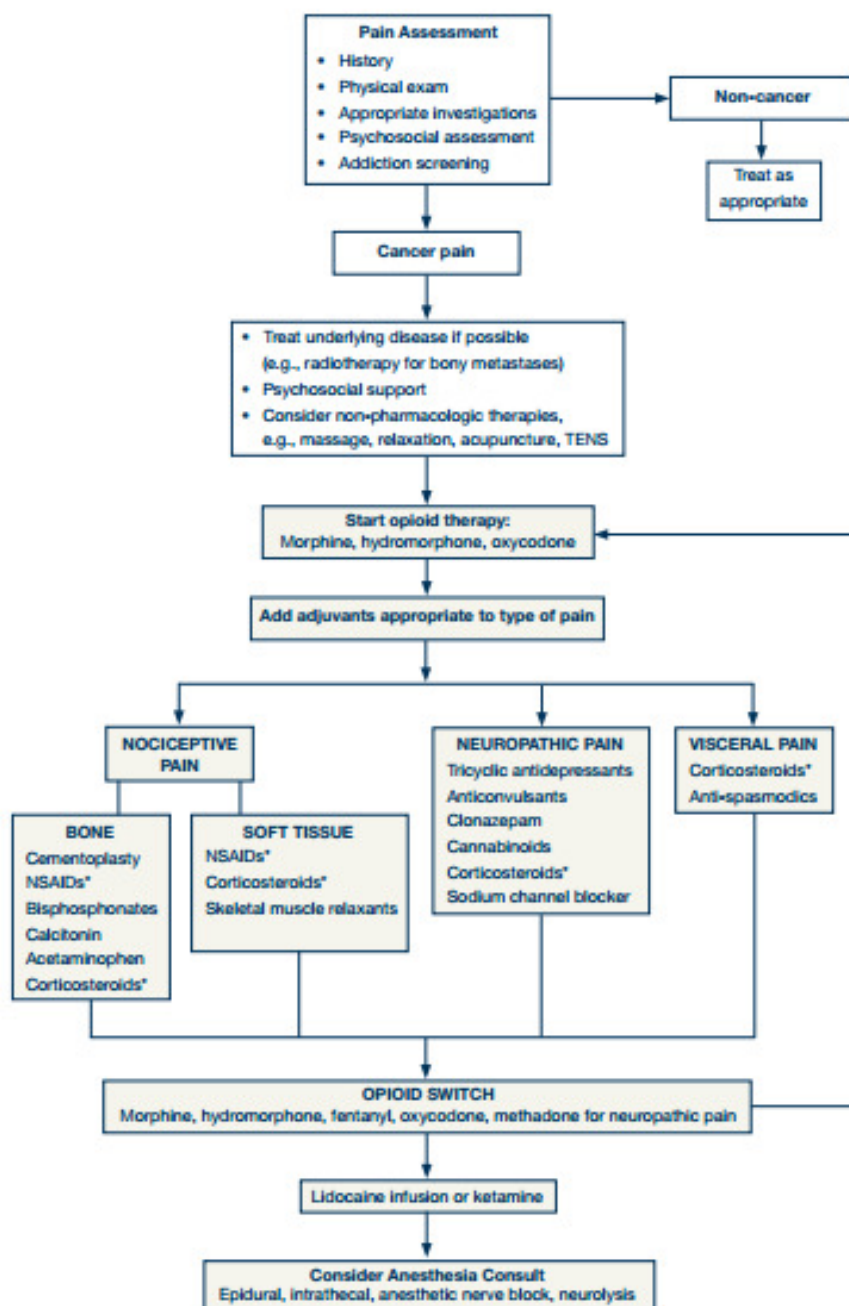 Pain Assessment
• History
• Physical exam
• Appropriate investigations
• Psychosocial assessment
• Addiction screening
Non-cancer
Treat as
appropriate
Cancer pain
• Treat underlying disease if possible
(e.g., radiotherapy for bony metastases)
• Psychosocial support
• Consider non-pharmacologic therapies,
e.g., massage, relaxation, acupuncture, TENS
Start opioid therapy:
Morphine, hydromorphone, oxycodone
Add adjuvants appropriate to type of pain
NOCICEPTIVE
PAIN
BONE
Cementoplasty
NSAIDs*
Bisphosphonates
Calcitonin
Acetaminophen
Corticosteroids*
SOFT TISSUE
NSAIDs*
Corticosteroids*
Skeletal muscle relaxants
NEUROPATHIC PAIN
Tricyclic antidepressants
Anticonvulsants
Clonazepam
Cannabinoids
Corticosteroids*
Sodium channel blocker
VISCERAL PAIN
Corticosteroids*
Anti-spasmodics
OPIOID SWITCH
Morphine, hydromorphone, fentanyl, oxycodone, methadone for neuropathic pain
Lidocaine infusion or ketamine
Consider Anesthesia Consult
Epidural, intrathecal, anesthetic nerve block, neurolysis